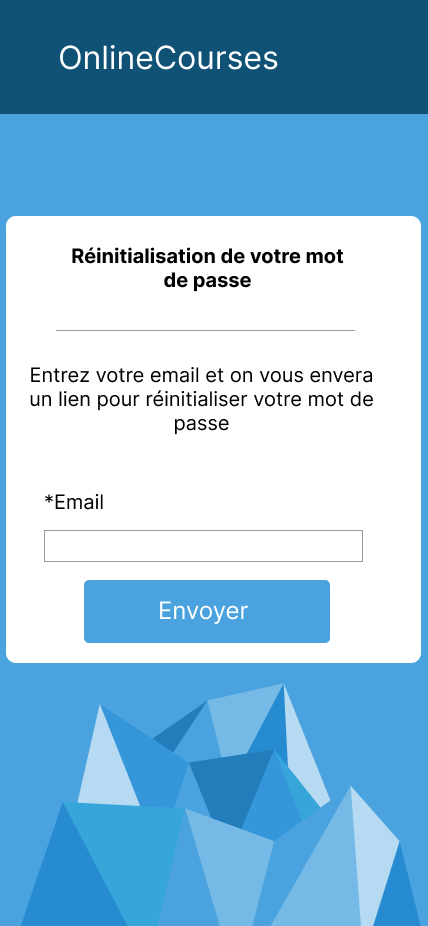 OnlineCourses
Réinitialisation de votre mot
de passe
Entrez votre email et on vous envera
un lien pour réinitialiser votre mot de
passe
*Email
Envoyer